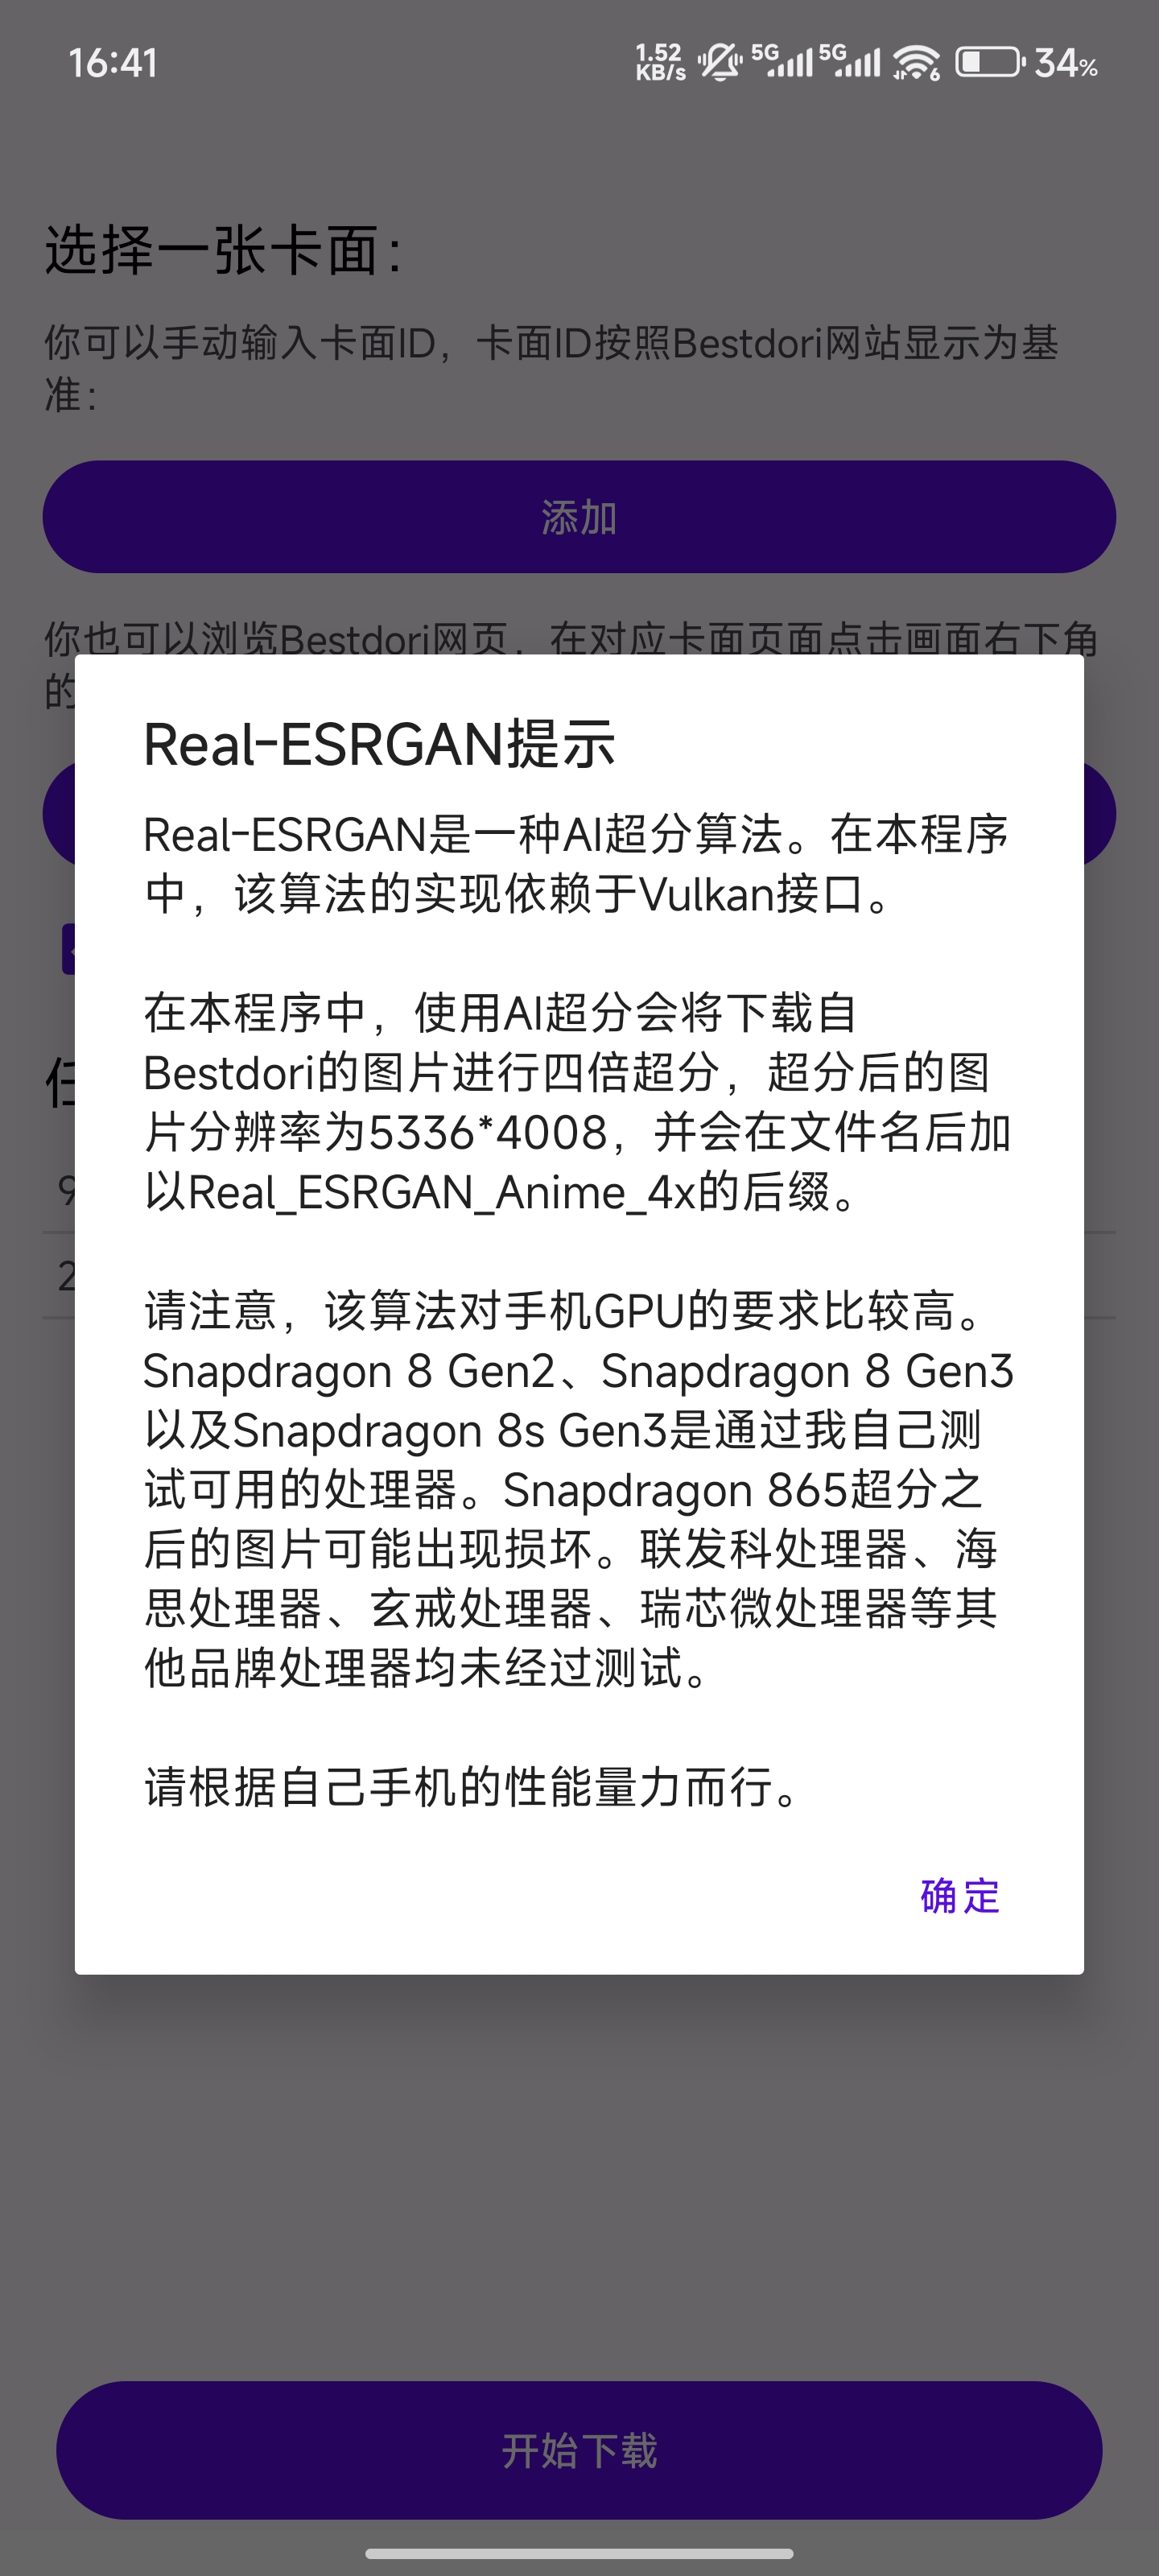 16:41
1.52 KB/s 5G 5G 6 34%
选择一张卡面：
你可以手动输入卡面ID，卡面ID按照Bestdori网站显示为基
准：
添加
你也可以浏览Bestdori网页，在对应卡面页面点击画面右下角
的
Real-ESRGAN提示
Real-ESRGAN是一种AI超分算法。在本程序
中，该算法的实现依赖于Vulkan接口。
在本程序中，使用AI超分会将下载自
Bestdori的图片进行四倍超分，超分后的图
片分辨率为5336*4008，并会在文件名后加
以Real_ESRGAN_Anime_4x的后缀。
请注意，该算法对手机GPU的要求比较高。
Snapdragon 8 Gen2、Snapdragon 8 Gen3
以及Snapdragon 8s Gen3是通过我自己测
试可用的处理器。Snapdragon 865超分之
后的图片可能出现损坏。联发科处理器、海
思处理器、玄戒处理器、瑞芯微处理器等其
他品牌处理器均未经过测试。
请根据自己手机的性能量力而行。
确定
开始下载